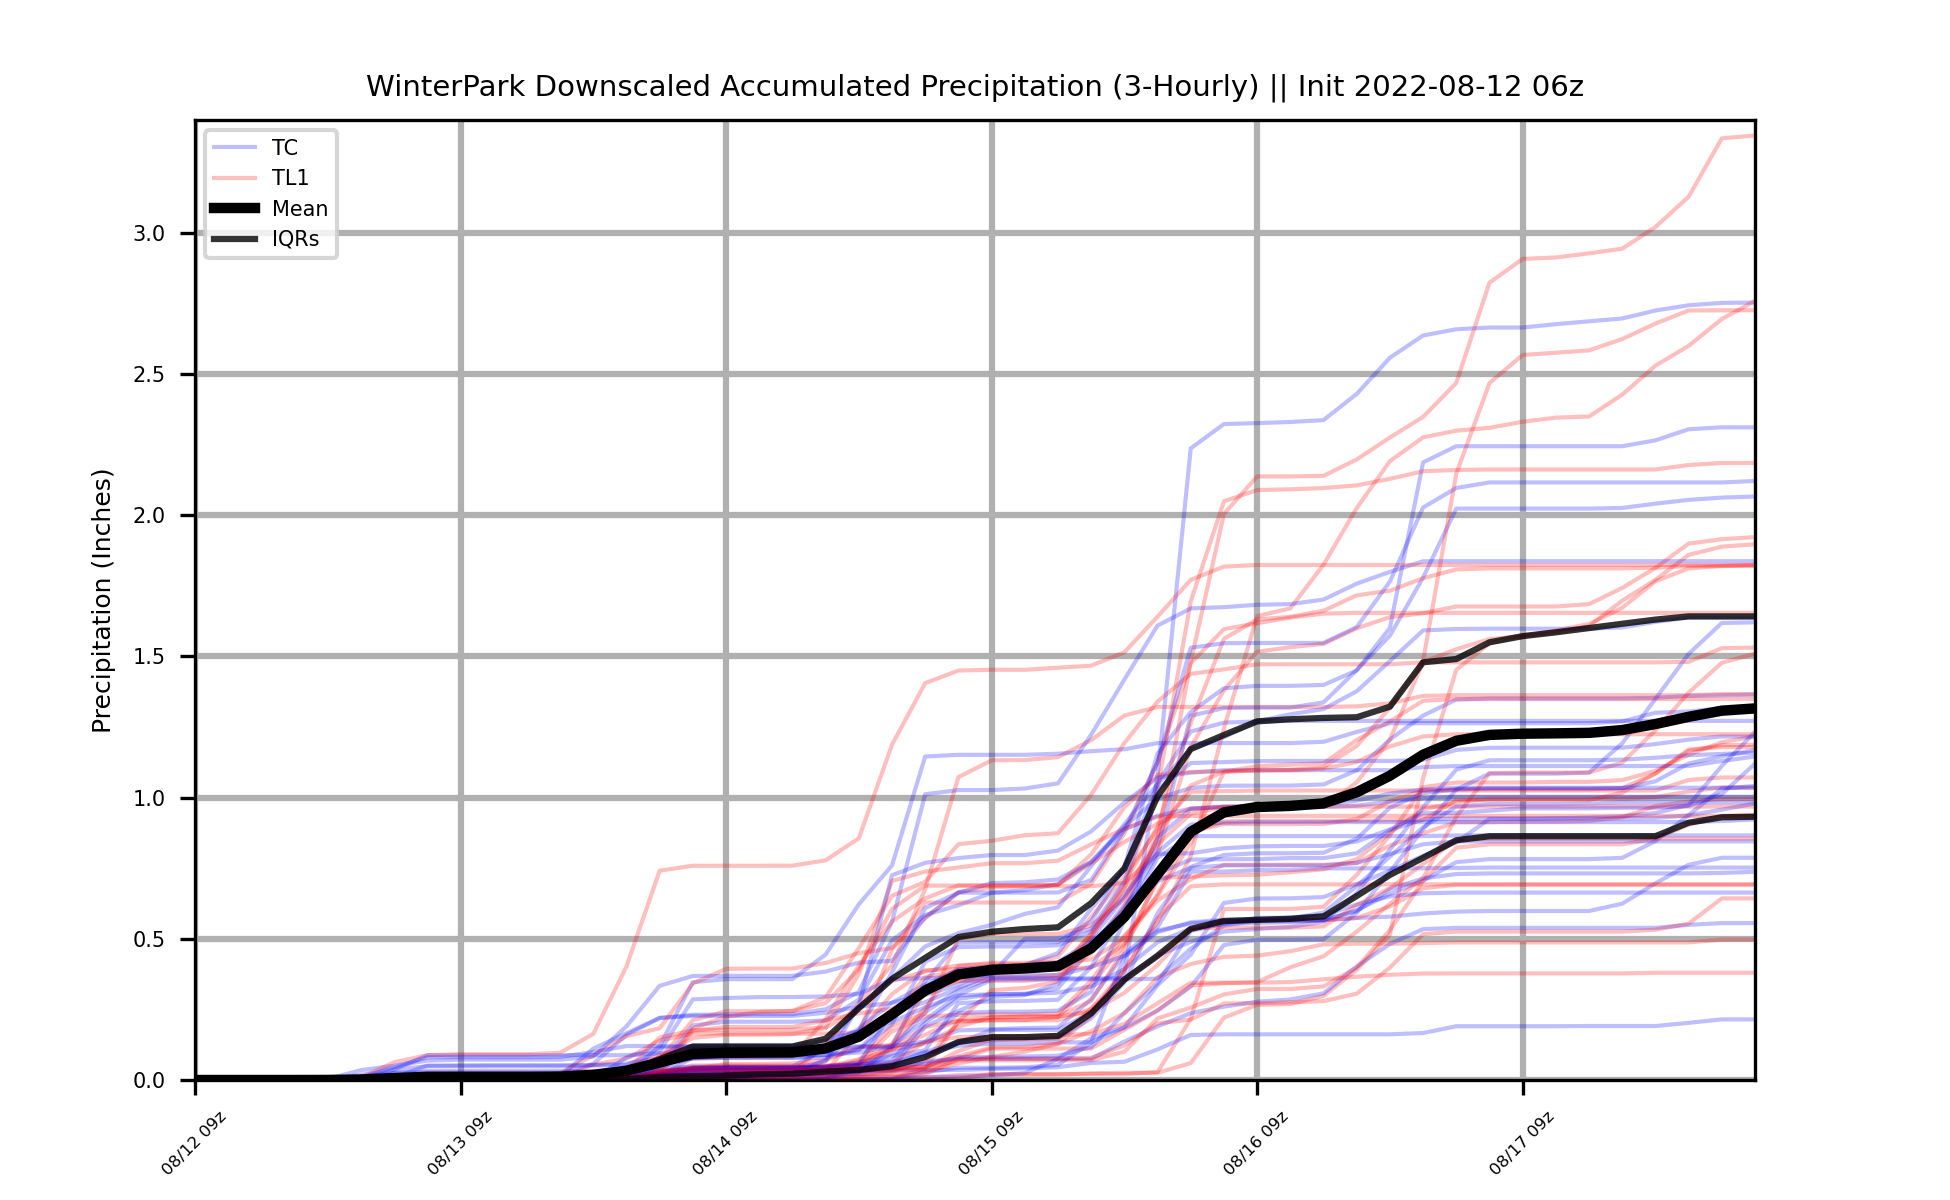 WinterPark Downscaled Accumulated Precipitation (3-Hourly) || Init 2022-08-12 06z
TC
TL1
Mean
IQRs
Precipitation (Inches)
3.0
2.5
2.0
1.5
1.0
0.5
0.0
08/12 09z
08/13 09z
08/14 09z
08/15 09z
08/16 09z
08/17 09z